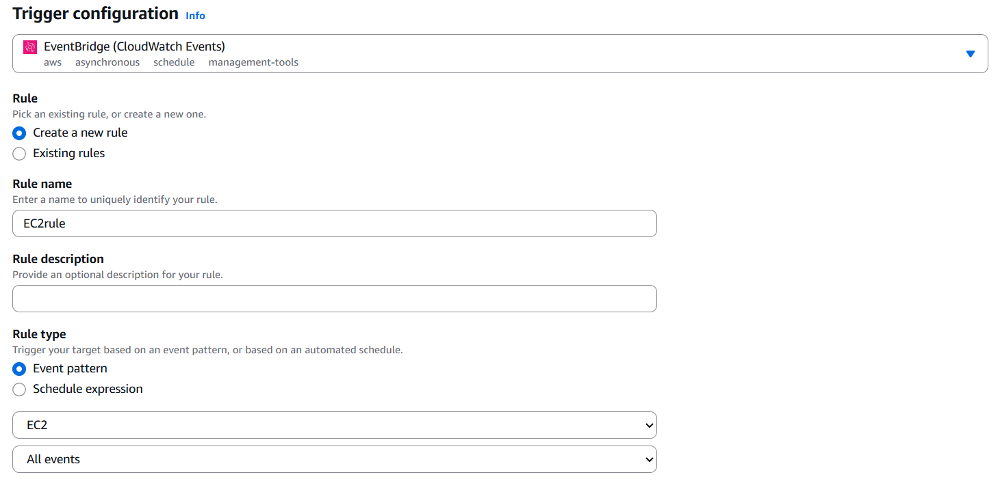 Trigger configuration Info
EventBridge (CloudWatch Events)
aws asynchronous schedule management-tools
Rule
Pick an existing rule, or create a new one.
Create a new rule
Existing rules
Rule name
Enter a name to uniquely identify your rule.
EC2rule
Rule description
Provide an optional description for your rule.
Rule type
Trigger your target based on an event pattern, or based on an automated schedule.
Event pattern
Schedule expression
EC2
All events